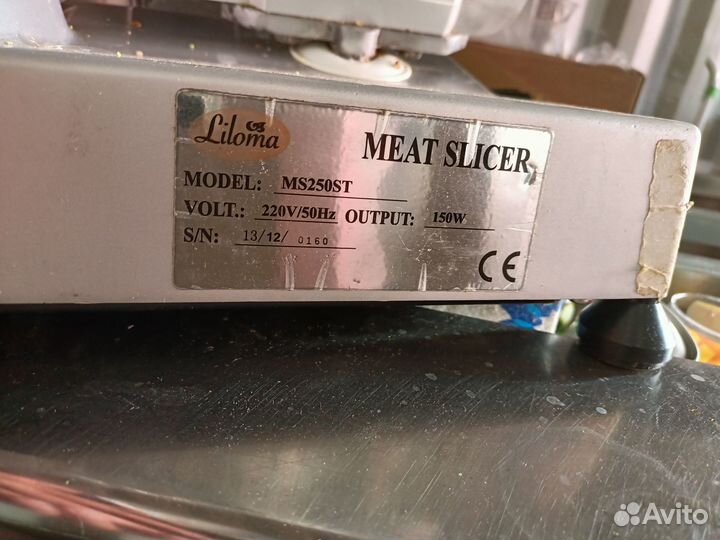 Liloma
MEAT SLICER
MODEL: MS250ST
VOLT.: 220V/50Hz OUTPUT: 150W
S/N: 13/12/ 0160
CE
Avito